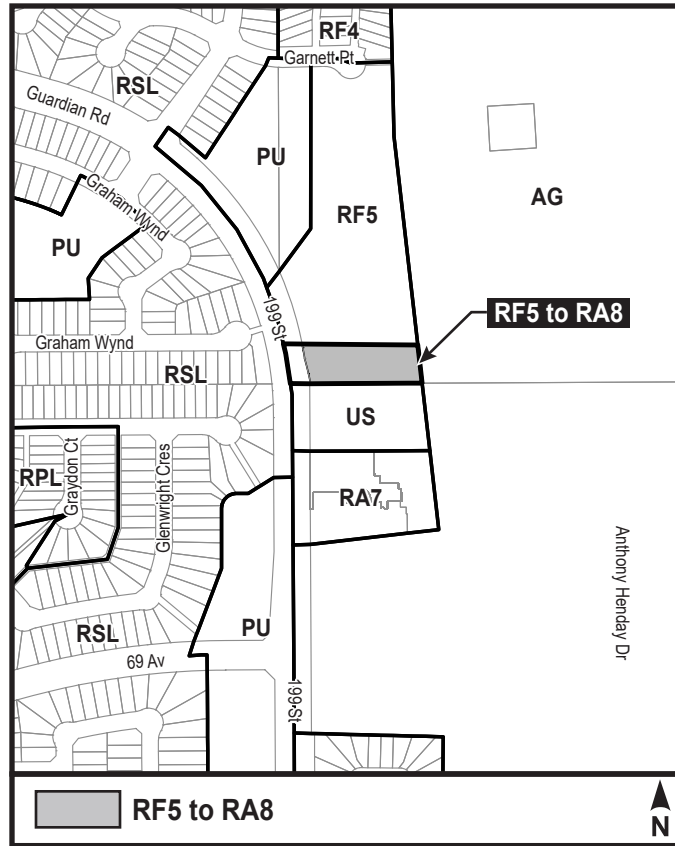 RF4
Garnett Pt
RSL
Guardian Rd
PU
AG
Graham Wynd
RF5
PU
199 St
RF5 to RA8
Graham Wynd
RSL
US
RPL
Graydon Ct
Glenwright Cres
RA7
Anthony Henday Dr
PU
RSL
69 Av
199 St
RF5 to RA8
N